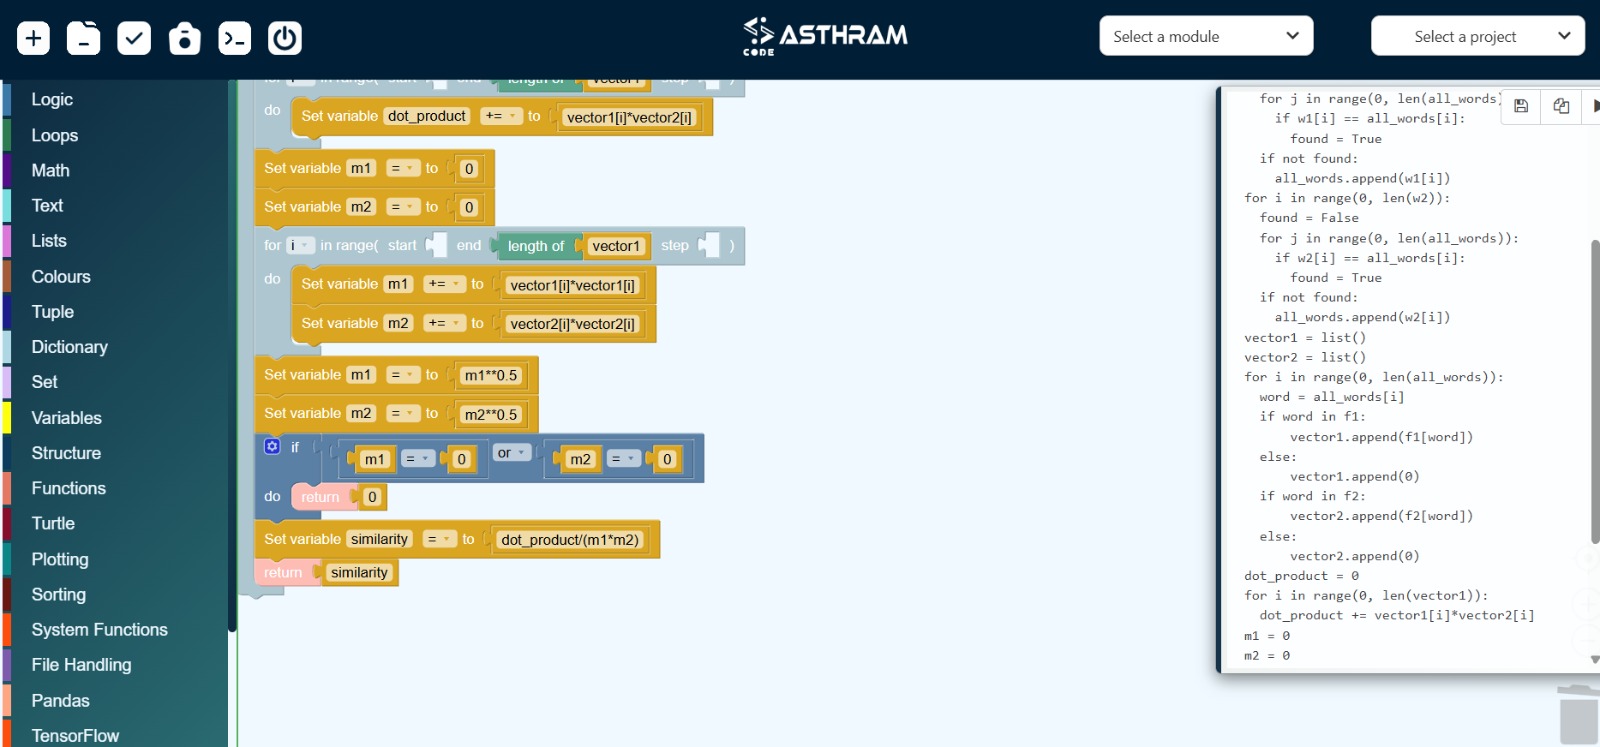 ASTHRAM
CODE
Select a module
Select a project
Logic
Loops
Math
Text
Lists
Colours
Tuple
Dictionary
Set
Variables
Structure
Functions
Turtle
Plotting
Sorting
System Functions
File Handling
Pandas
TensorFlow
in range( start end length of vector1 step )
do Set variable dot_product += to vector1[i]*vector2[i]
Set variable m1 = to 0
Set variable m2 = to 0
for i in range( start end length of vector1 step )
do Set variable m1 += to vector1[i]*vector1[i]
Set variable m2 += to vector2[i]*vector2[i]
Set variable m1 = to m1**0.5
Set variable m2 = to m2**0.5
if m1 = 0 or m2 = 0
do return 0
Set variable similarity = to dot_product/(m1*m2)
return similarity
for j in range(0, len(all_words)
if w1[i] == all_words[i]:
found = True
if not found:
all_words.append(w1[i])
for i in range(0, len(w2)):
found = False
for j in range(0, len(all_words)):
if w2[i] == all_words[i]:
found = True
if not found:
all_words.append(w2[i])
vector1 = list()
vector2 = list()
for i in range(0, len(all_words)):
word = all_words[i]
if word in f1:
vector1.append(f1[word])
else:
vector1.append(0)
if word in f2:
vector2.append(f2[word])
else:
vector2.append(0)
dot_product = 0
for i in range(0, len(vector1)):
dot_product += vector1[i]*vector2[i]
m1 = 0
m2 = 0